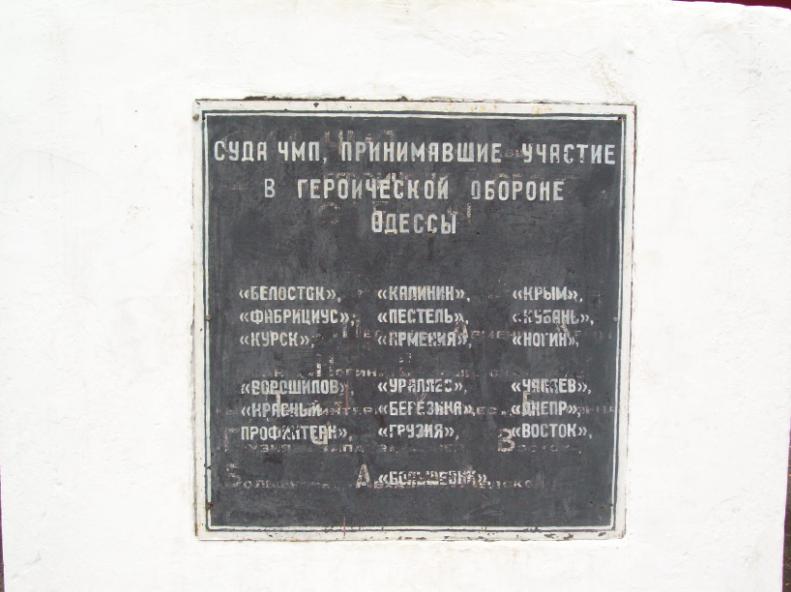 СУДА ЧМП, ПРИНИМАВШИЕ УЧАСТИЕ
В ГЕРОИЧЕСКОЙ ОБОРОНЕ
ОДЕССЫ
«БЕЛОСТОК», «КАЛИНИН», «КРЫМ»,
«ФАБРИЦИУС», «ПЕСТЕЛЬ», «КУБАНЬ»,
«КУРСК», «АРМЕНИЯ», «НОГИН»,
«ВОРОШИЛОВ», «УРАЛЛЕС», «ЧАПАЕВ»,
«КРАСНЫЙ «БЕРЕЗИНА», «ДНЕПР»,
ПРОФИНТЕРН», «ГРУЗИЯ», «ВОСТОК»,
«БОЛЬШЕВИК»